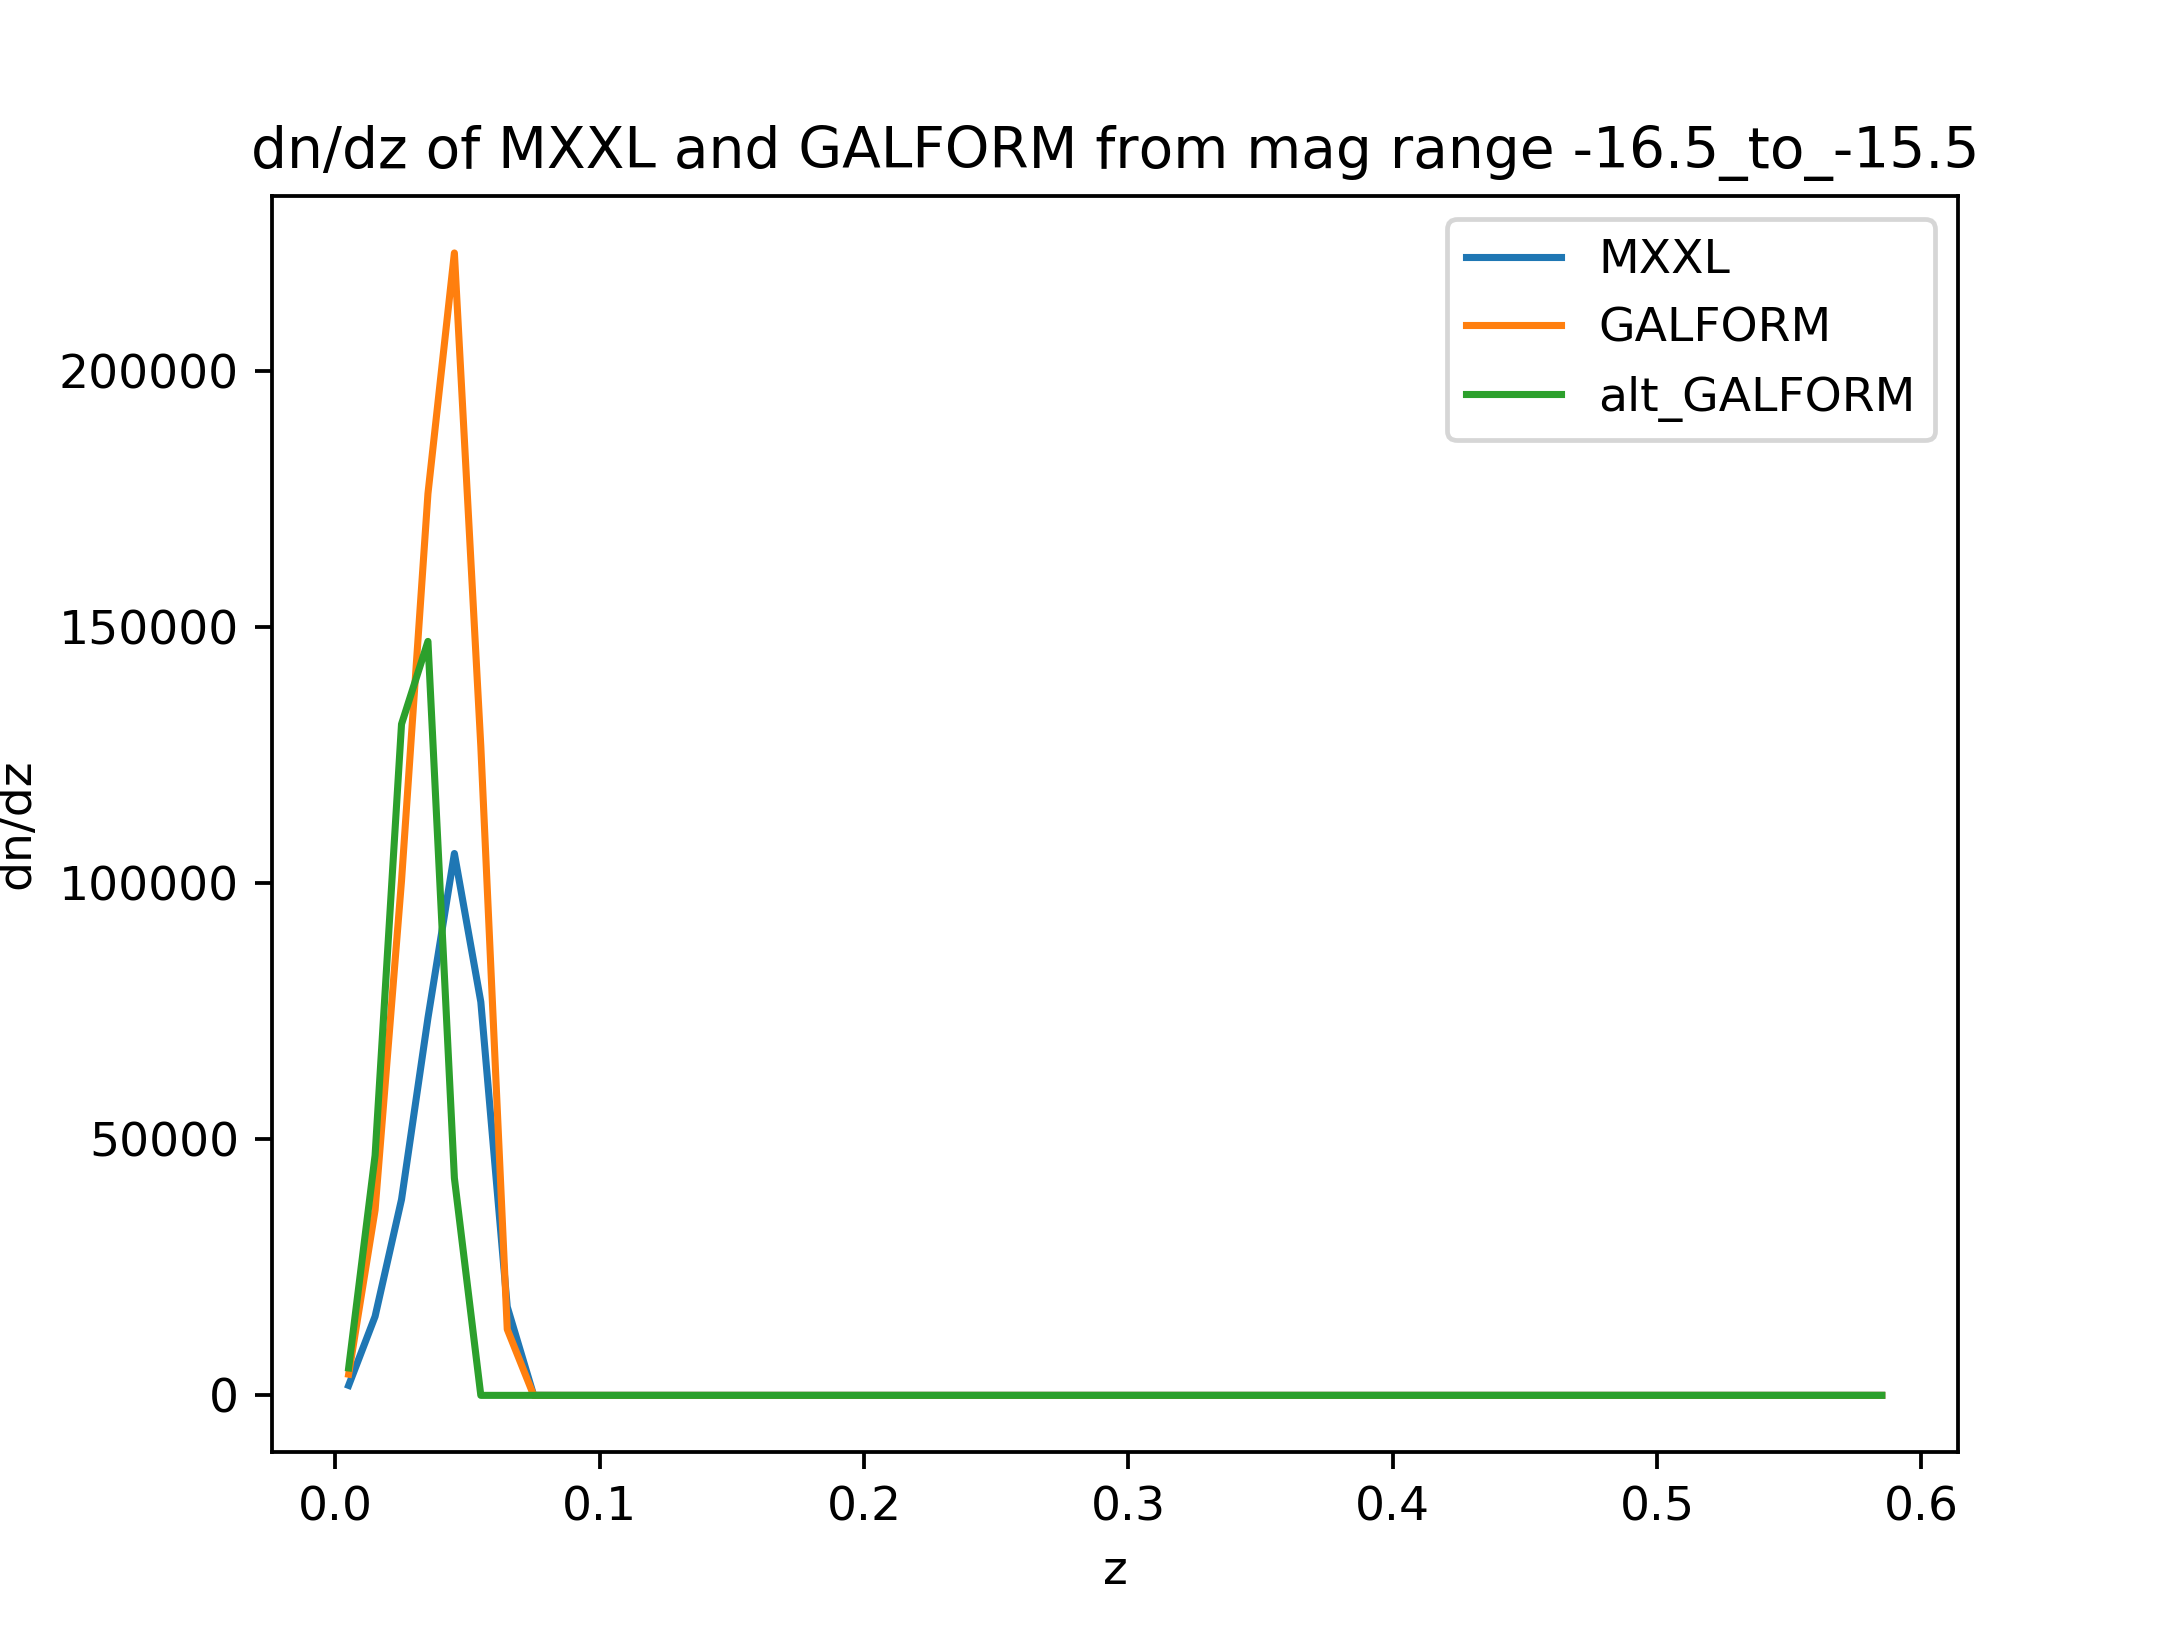 dn/dz of MXXL and GALFORM from mag range -16.5_to_-15.5
MXXL
GALFORM
alt_GALFORM
dn/dz
200000
150000
100000
50000
0
0.0 0.1 0.2 0.3 0.4 0.5 0.6
z